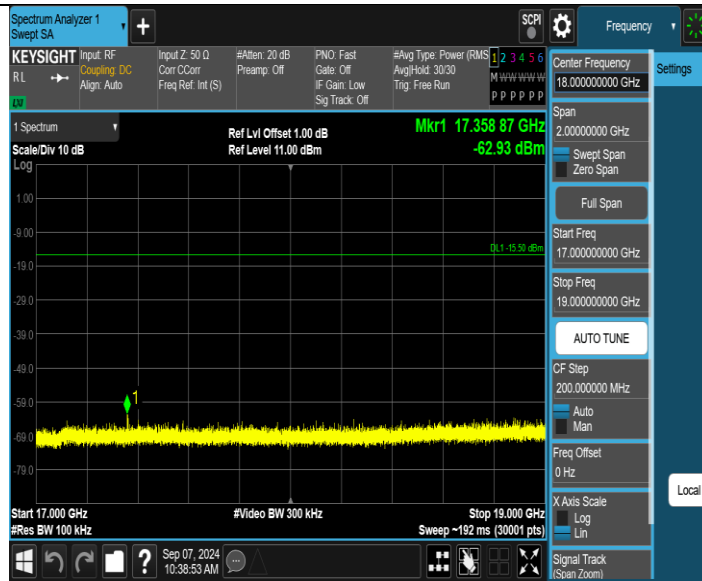 Spectrum Analyzer 1
Swept SA
+
SCPI
Frequency
KEYSIGHT
RL
LXI
Input: RF
Coupling: DC
Align: Auto
Input Z: 50 Ω
Corr CCorr
Freq Ref: Int (S)
#Atten: 20 dB
Preamp: Off
PNO: Fast
Gate: Off
IF Gain: Low
Sig Track: Off
#Avg Type: Power (RMS
Avg|Hold: 30/30
Trig: Free Run
1 2 3 4 5 6
M W W W W W
P P P P P P
1 Spectrum
Scale/Div 10 dB
Ref Lvl Offset 1.00 dB
Ref Level 11.00 dBm
Mkr1 17.358 87 GHz
-62.93 dBm
Log
1.00
-9.00
DL1 -15.50 dBm
-19.0
-29.0
-39.0
-49.0
-59.0
1
-69.0
-79.0
Start 17.000 GHz
#Res BW 100 kHz
#Video BW 300 kHz
Stop 19.000 GHz
Sweep ~192 ms (30001 pts)
?
Sep 07, 2024
10:38:53 AM
Center Frequency
18.000000000 GHz
Span
2.00000000 GHz
Swept Span
Zero Span
Full Span
Start Freq
17.000000000 GHz
Stop Freq
19.000000000 GHz
AUTO TUNE
CF Step
200.000000 MHz
Auto
Man
Freq Offset
0 Hz
X Axis Scale
Log
Lin
Signal Track
(Span Zoom)
Settings
Local